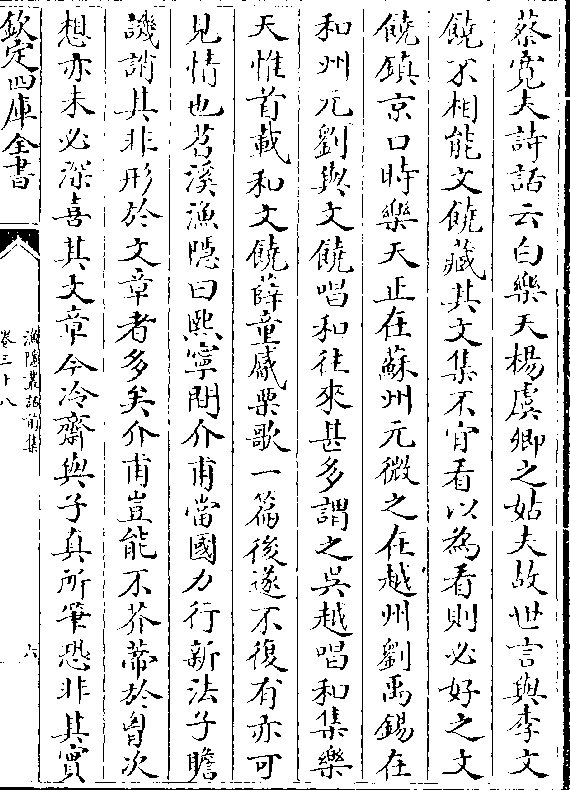 蔡寛夫詩話云白樂天楊虞卿之姑夫故世言與李文
饒不相能文饒藏其文集不肯看以為看則必好之文
饒鎮京口時樂天正在蘇州元微之在越州劉禹錫在
和州元劉與文饒唱和往來甚多謂之吳越唱和集樂
天惟首載和文饒薛童觱栗歌一篇後遂不復有亦可
見情也苕溪漁隱曰熙寧間介甫當國力行新法子瞻
譏誚其非形於文章者多矣介甫豈能不芥蔕於胷次
想亦未必深喜其文章今冷齋與子真所筆恐非其實
欽定四庫全書
漁隱叢話前集
卷三十八
六